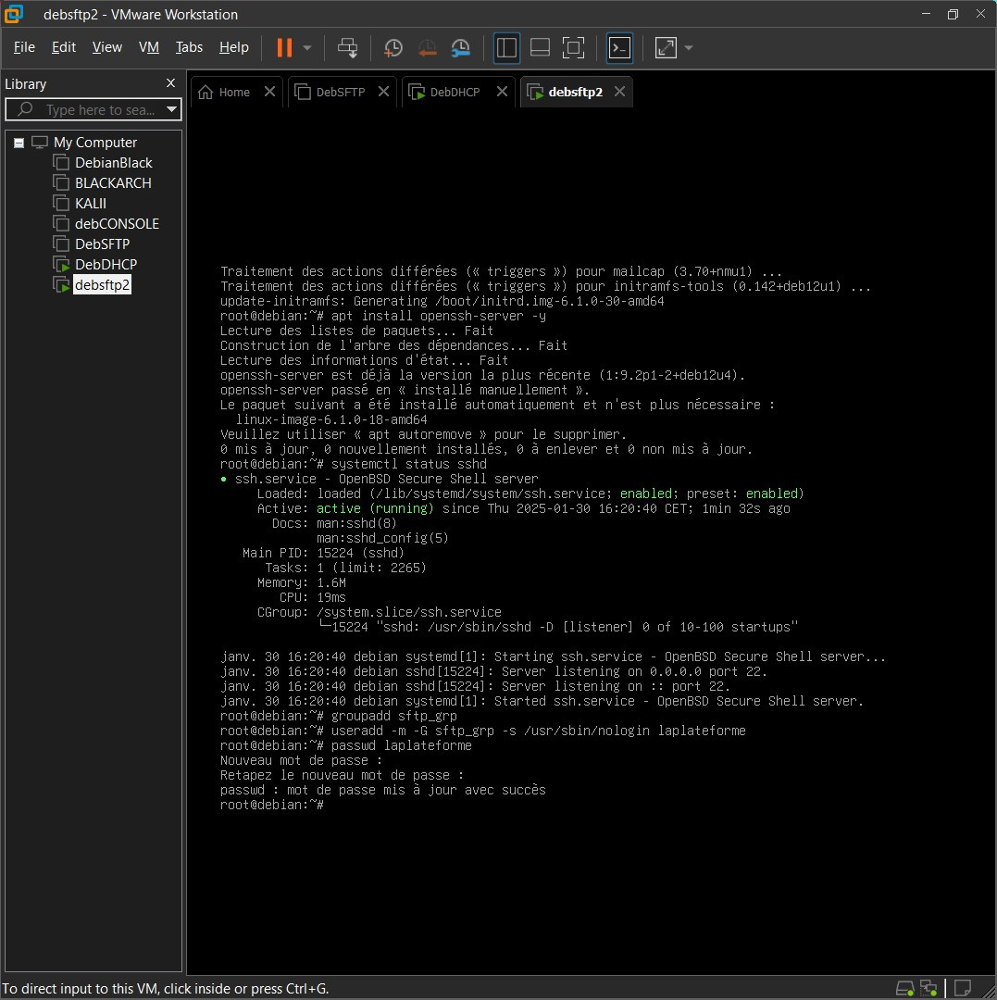 debsftp2 - VMware Workstation
File Edit View VM Tabs Help
Library
Type here to sea...
My Computer
DebianBlack
BLACKARCH
KALII
debCONSOLE
DebSFTP
DebDHCP
debsftp2
Home DebSFTP DebDHCP debsftp2
Traitement des actions différées (« triggers ») pour mailcap (3.70+nmu1) ...
Traitement des actions différées (« triggers ») pour initramfs-tools (0.142+deb12u1) ...
update-initramfs: Generating /boot/initrd.img-6.1.0-30-amd64
root@debian:~# apt install openssh-server -y
Lecture des listes de paquets... Fait
Construction de l'arbre des dépendances... Fait
Lecture des informations d'état... Fait
openssh-server est déjà la version la plus récente (1:9.2p1-2+deb12u4).
openssh-server passé en « installé manuellement ».
Le paquet suivant a été installé automatiquement et n'est plus nécessaire :
  linux-image-6.1.0-18-amd64
Veuillez utiliser « apt autoremove » pour le supprimer.
0 mis à jour, 0 nouvellement installés, 0 à enlever et 0 non mis à jour.
root@debian:~# systemctl status sshd
● ssh.service - OpenBSD Secure Shell server
     Loaded: loaded (/lib/systemd/system/ssh.service; enabled; preset: enabled)
     Active: active (running) since Thu 2025-01-30 16:20:40 CET; 1min 32s ago
       Docs: man:sshd(8)
             man:sshd_config(5)
   Main PID: 15224 (sshd)
      Tasks: 1 (limit: 2265)
     Memory: 1.6M
        CPU: 19ms
     CGroup: /system.slice/ssh.service
             └─15224 "sshd: /usr/sbin/sshd -D [listener] 0 of 10-100 startups"
janv. 30 16:20:40 debian systemd[1]: Starting ssh.service - OpenBSD Secure Shell server...
janv. 30 16:20:40 debian sshd[15224]: Server listening on 0.0.0.0 port 22.
janv. 30 16:20:40 debian sshd[15224]: Server listening on :: port 22.
janv. 30 16:20:40 debian systemd[1]: Started ssh.service - OpenBSD Secure Shell server.
root@debian:~# groupadd sftp_grp
root@debian:~# useradd -m -G sftp_grp -s /usr/sbin/nologin laplateforme
root@debian:~# passwd laplateforme
Nouveau mot de passe :
Retapez le nouveau mot de passe :
passwd : mot de passe mis à jour avec succès
root@debian:~#
To direct input to this VM, click inside or press Ctrl+G.